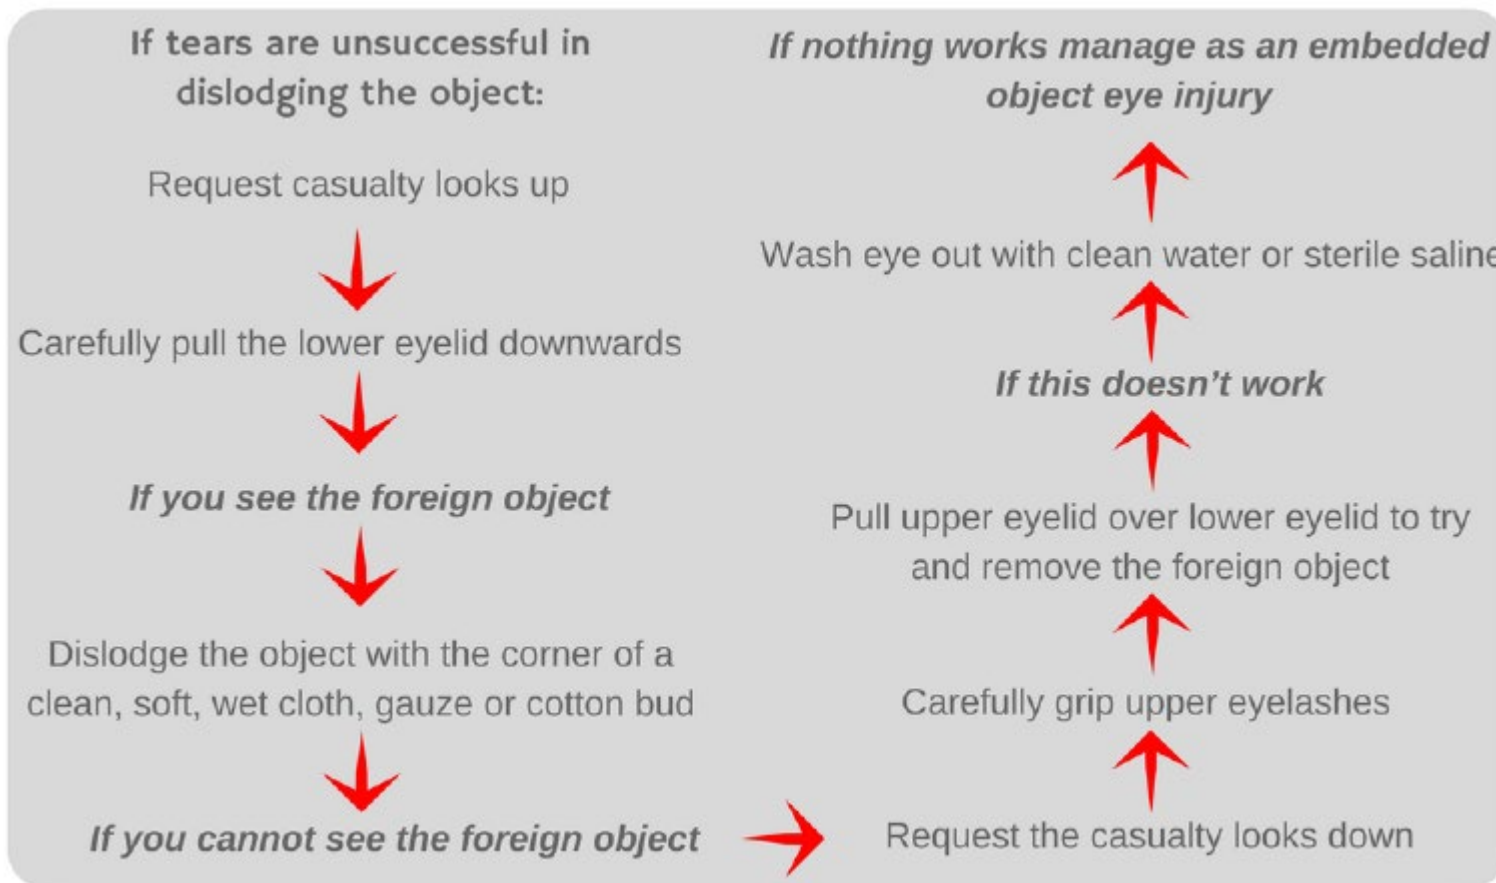 If tears are unsuccessful in
dislodging the object:
Request casualty looks up
Carefully pull the lower eyelid downwards
If you see the foreign object
Dislodge the object with the corner of a
clean, soft, wet cloth, gauze or cotton bud
If you cannot see the foreign object
Request the casualty looks down
Carefully grip upper eyelashes
Pull upper eyelid over lower eyelid to try
and remove the foreign object
If this doesn't work
Wash eye out with clean water or sterile saline
If nothing works manage as an embedded
object eye injury